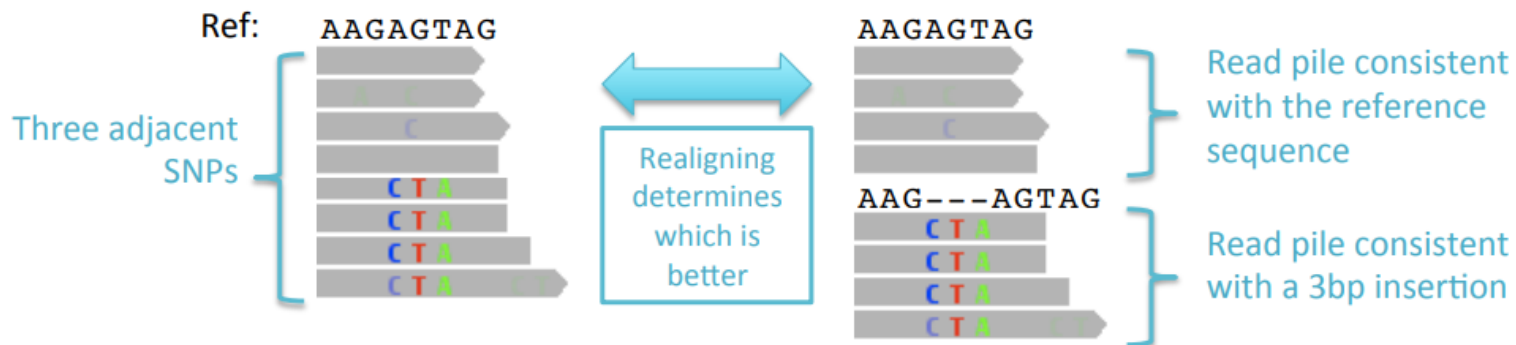 Ref:
AAGAGTAG
Three adjacent
SNPs
A C
C
C T A
C T A
C T A
C T A
Realigning
determines
which is
better
AAGAGTAG
C
AAG---AGTAG
C T A
C T A
C T A
C T A
Read pile consistent
with the reference
sequence
Read pile consistent
with a 3bp insertion